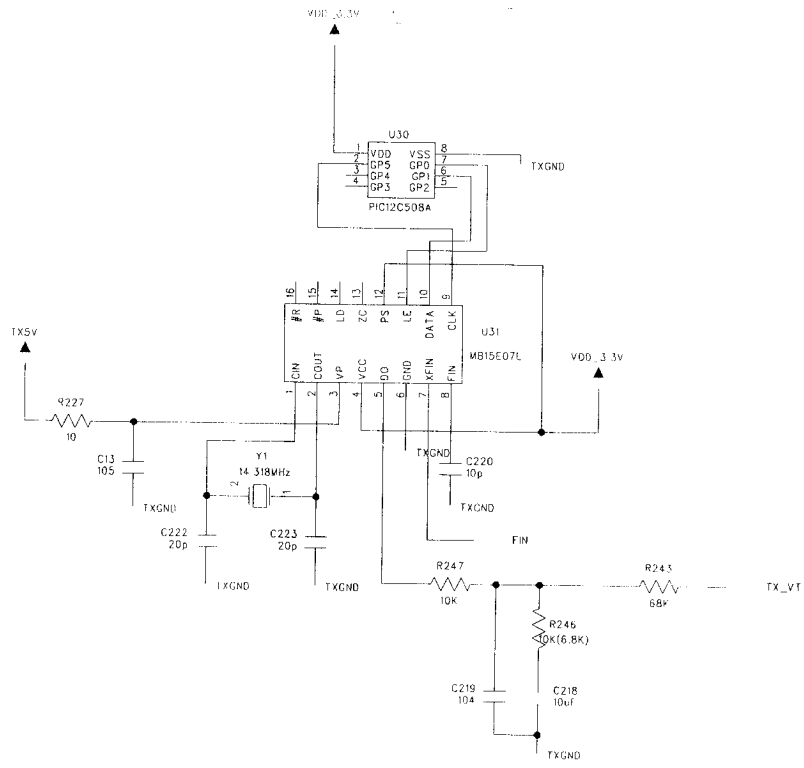 VDD_3.3V
U30
1 VDD VSS 8
2 GP5 GP0 7
3 GP4 GP1 6
4 GP3 GP2 5
PIC12C508A
TXGND
16 15 14 13 12 11 10 9
#R #P LD ZC PS LE DATA CLK
U31
MB15E07L
CIN COUT VP VCC DO GND XFIN FIN
1 2 3 4 5 6 7 8
TX5V
VDD_3.3V
R227
10
C13
105
TXGND
Y1
14.318MHz
2 1
TXGND
C220
10p
TXGND
C222
20p
C223
20p
FIN
TXGND
TXGND
R247
10K
R243
68K
TX_VT
R246
10K(6.8K)
C219
104
C218
10uf
TXGND